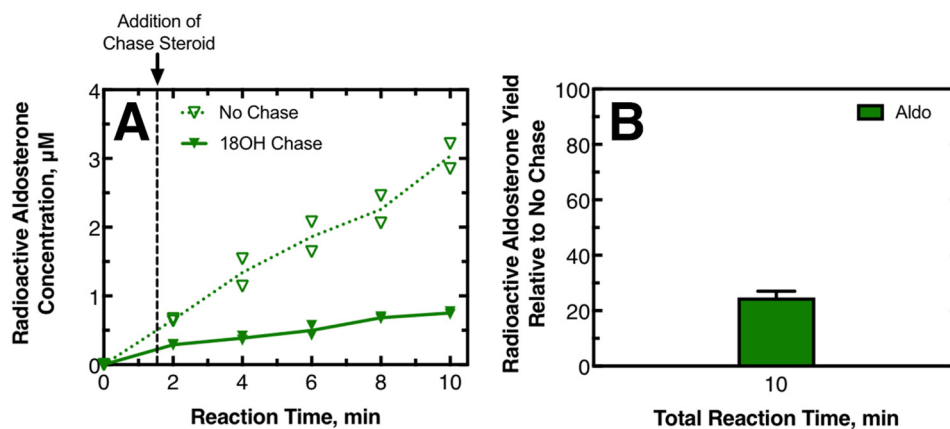 Addition of
Chase Steroid
A
No Chase
18OH Chase
Radioactive Aldosterone
Concentration, µM
4
3
2
1
0
0 2 4 6 8 10
Reaction Time, min
B
Aldo
Radioactive Aldosterone Yield
Relative to No Chase
100
80
60
40
20
0
10
Total Reaction Time, min